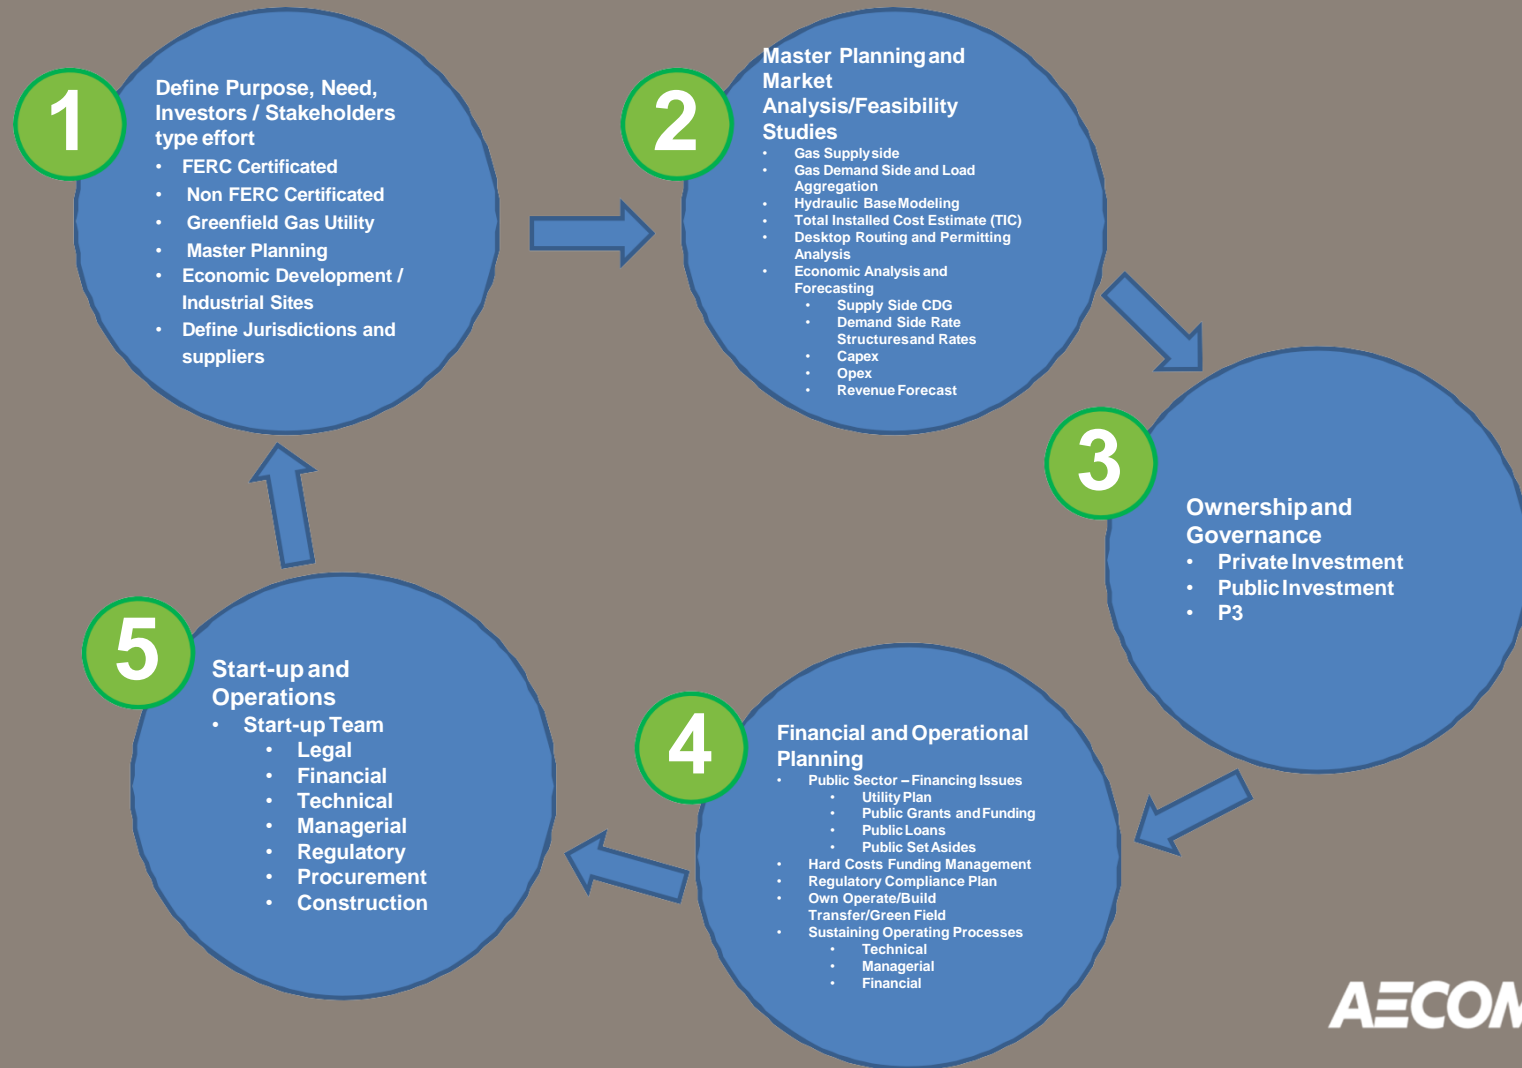 1
Define Purpose, Need,
Investors / Stakeholders
type effort
• FERC Certificated
• Non FERC Certificated
• Greenfield Gas Utility
• Master Planning
• Economic Development /
Industrial Sites
• Define Jurisdictions and
suppliers
2
Master Planning and
Market
Analysis/Feasibility
Studies
• Gas Supply side
• Gas Demand Side and Load
Aggregation
• Hydraulic Base Modeling
• Total Installed Cost Estimate (TIC)
• Desktop Routing and Permitting
Analysis
• Economic Analysis and
Forecasting
• Supply Side CDG
• Demand Side Rate
Structures and Rates
• Capex
• Opex
• Revenue Forecast
3
Ownership and
Governance
• Private Investment
• Public Investment
• P3
4
Financial and Operational
Planning
• Public Sector – Financing Issues
• Utility Plan
• Public Grants and Funding
• Public Loans
• Public Set Asides
• Hard Costs Funding Management
• Regulatory Compliance Plan
• Own Operate/Build
Transfer/Green Field
• Sustaining Operating Processes
• Technical
• Managerial
• Financial
5
Start-up and
Operations
• Start-up Team
• Legal
• Financial
• Technical
• Managerial
• Regulatory
• Procurement
• Construction
AECOM